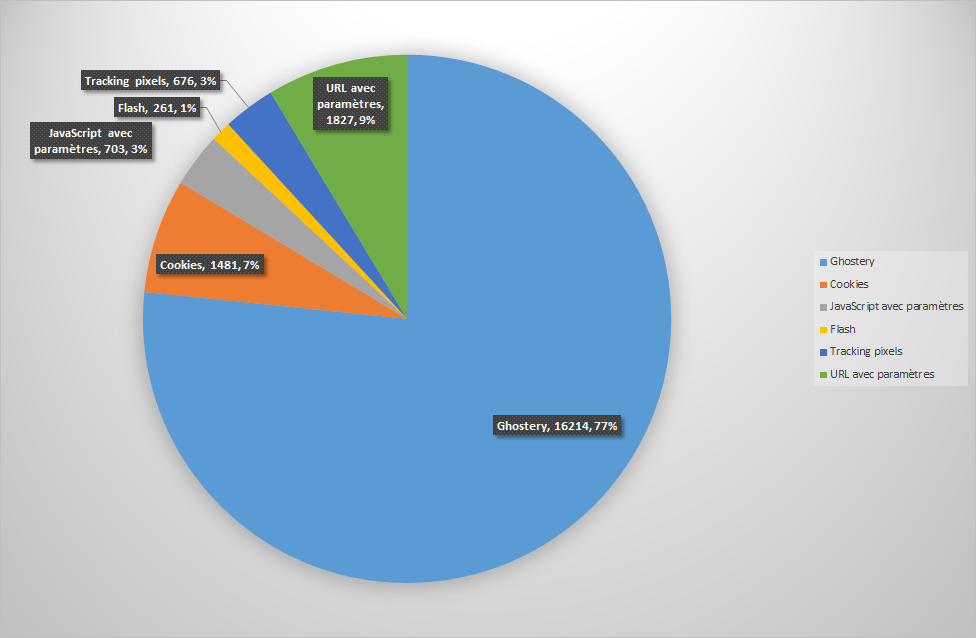 Tracking pixels, 676, 3%
Flash, 261, 1%
JavaScript avec
paramètres, 703, 3%
URL avec
paramètres,
1827, 9%
Cookies, 1481, 7%
Ghostery, 16214, 77%
Ghostery
Cookies
JavaScript avec paramètres
Flash
Tracking pixels
URL avec paramètres